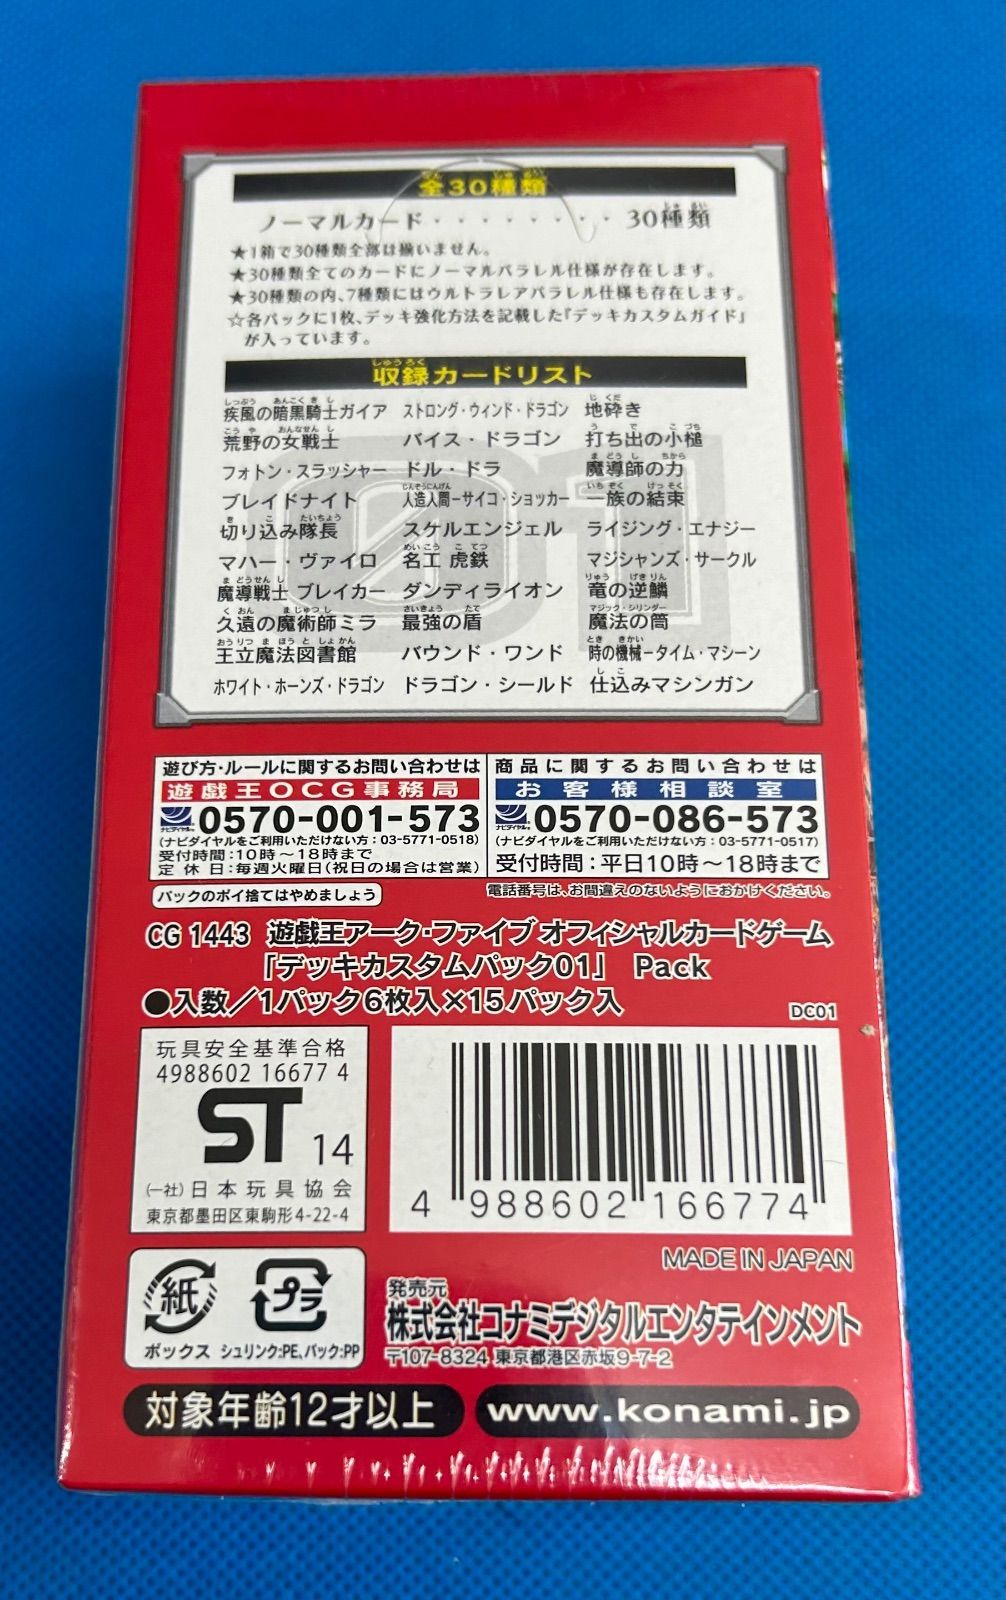 全30種類
ノーマルカード・・・・・・・・30種類
★1箱で30種類全部は揃いません。
★30種類全てのカードにノーマルパラレル仕様が存在します。
★30種類の内、7種類にはウルトラレアパラレル仕様も存在します。
☆各パックに1枚、デッキ強化方法を記載した『デッキカスタムガイド』
が入っています。
収録カードリスト
疾風の暗黒騎士ガイア ストロング・ウィンド・ドラゴン 地砕き
荒野の女戦士 バイス・ドラゴン 打ち出の小槌
フォトン・スラッシャー ドル・ドラ 魔導師の力
ブレイドナイト 人造人間－サイコ・ショッカー 一族の結束
切り込み隊長 スケルエンジェル ライジング・エナジー
マハー・ヴァイロ 名工 虎鉄 マジシャンズ・サークル
魔導戦士 ブレイカー ダンディライオン 竜の逆鱗
久遠の魔術師ミラ 最強の盾 魔法の筒
王立魔法図書館 バウンド・ワンド 時の機械－タイム・マシーン
ホワイト・ホーンズ・ドラゴン ドラゴン・シールド 仕込みマシンガン
01
遊び方・ルールに関するお問い合わせは
遊戯王OCG事務局
ナビダイヤル 0570-001-573
(ナビダイヤルをご利用いただけない方：03-5771-0518)
受付時間：10時～18時まで
定休日：毎週火曜日(祝日の場合は営業)
商品に関するお問い合わせは
お客様相談室
ナビダイヤル 0570-086-573
(ナビダイヤルをご利用いただけない方：03-5771-0517)
受付時間：平日10時～18時まで
パックのポイ捨てはやめましょう
電話番号は、お間違えのないようにおかけください。
CG 1443 遊戯王アーク・ファイブ オフィシャルカードゲーム
「デッキカスタムパック01」 Pack
●入数／1パック6枚入×15パック入
DC01
玩具安全基準合格
4988602 16677 4
ST 14
(一社)日本玩具協会
東京都墨田区東駒形4-22-4
4 988602 166774
MADE IN JAPAN
紙
ボックス
プラ
シュリンク:PE、パック:PP
発売元
株式会社コナミデジタルエンタテインメント
〒107-8324 東京都港区赤坂9-7-2
対象年齢12才以上
www.konami.jp